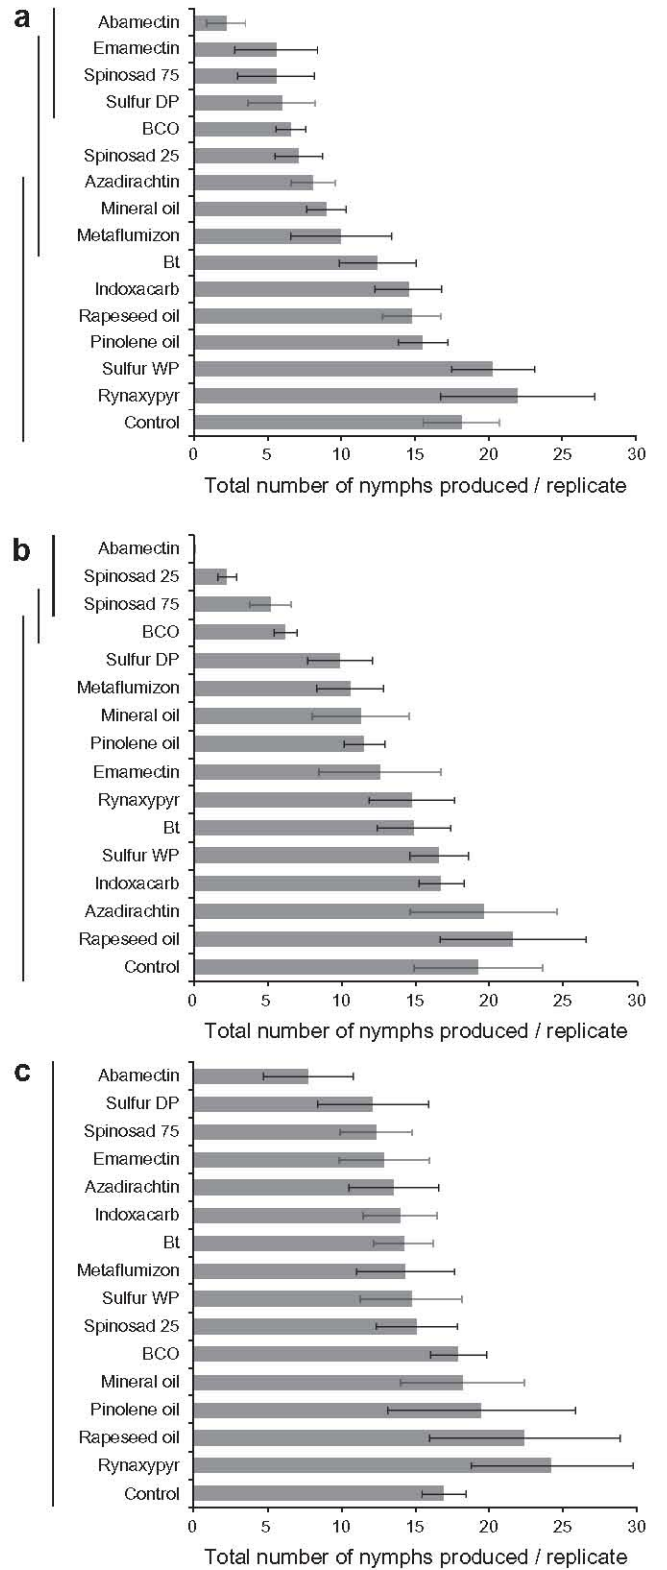 a
Abamectin
Emamectin
Spinosad 75
Sulfur DP
BCO
Spinosad 25
Azadirachtin
Mineral oil
Metaflumizon
Bt
Indoxacarb
Rapeseed oil
Pinolene oil
Sulfur WP
Rynaxypyr
Control
0 5 10 15 20 25 30
Total number of nymphs produced / replicate
b
Abamectin
Spinosad 25
Spinosad 75
BCO
Sulfur DP
Metaflumizon
Mineral oil
Pinolene oil
Emamectin
Rynaxypyr
Bt
Sulfur WP
Indoxacarb
Azadirachtin
Rapeseed oil
Control
0 5 10 15 20 25 30
Total number of nymphs produced / replicate
c
Abamectin
Sulfur DP
Spinosad 75
Emamectin
Azadirachtin
Indoxacarb
Bt
Metaflumizon
Sulfur WP
Spinosad 25
BCO
Mineral oil
Pinolene oil
Rapeseed oil
Rynaxypyr
Control
0 5 10 15 20 25 30
Total number of nymphs produced / replicate